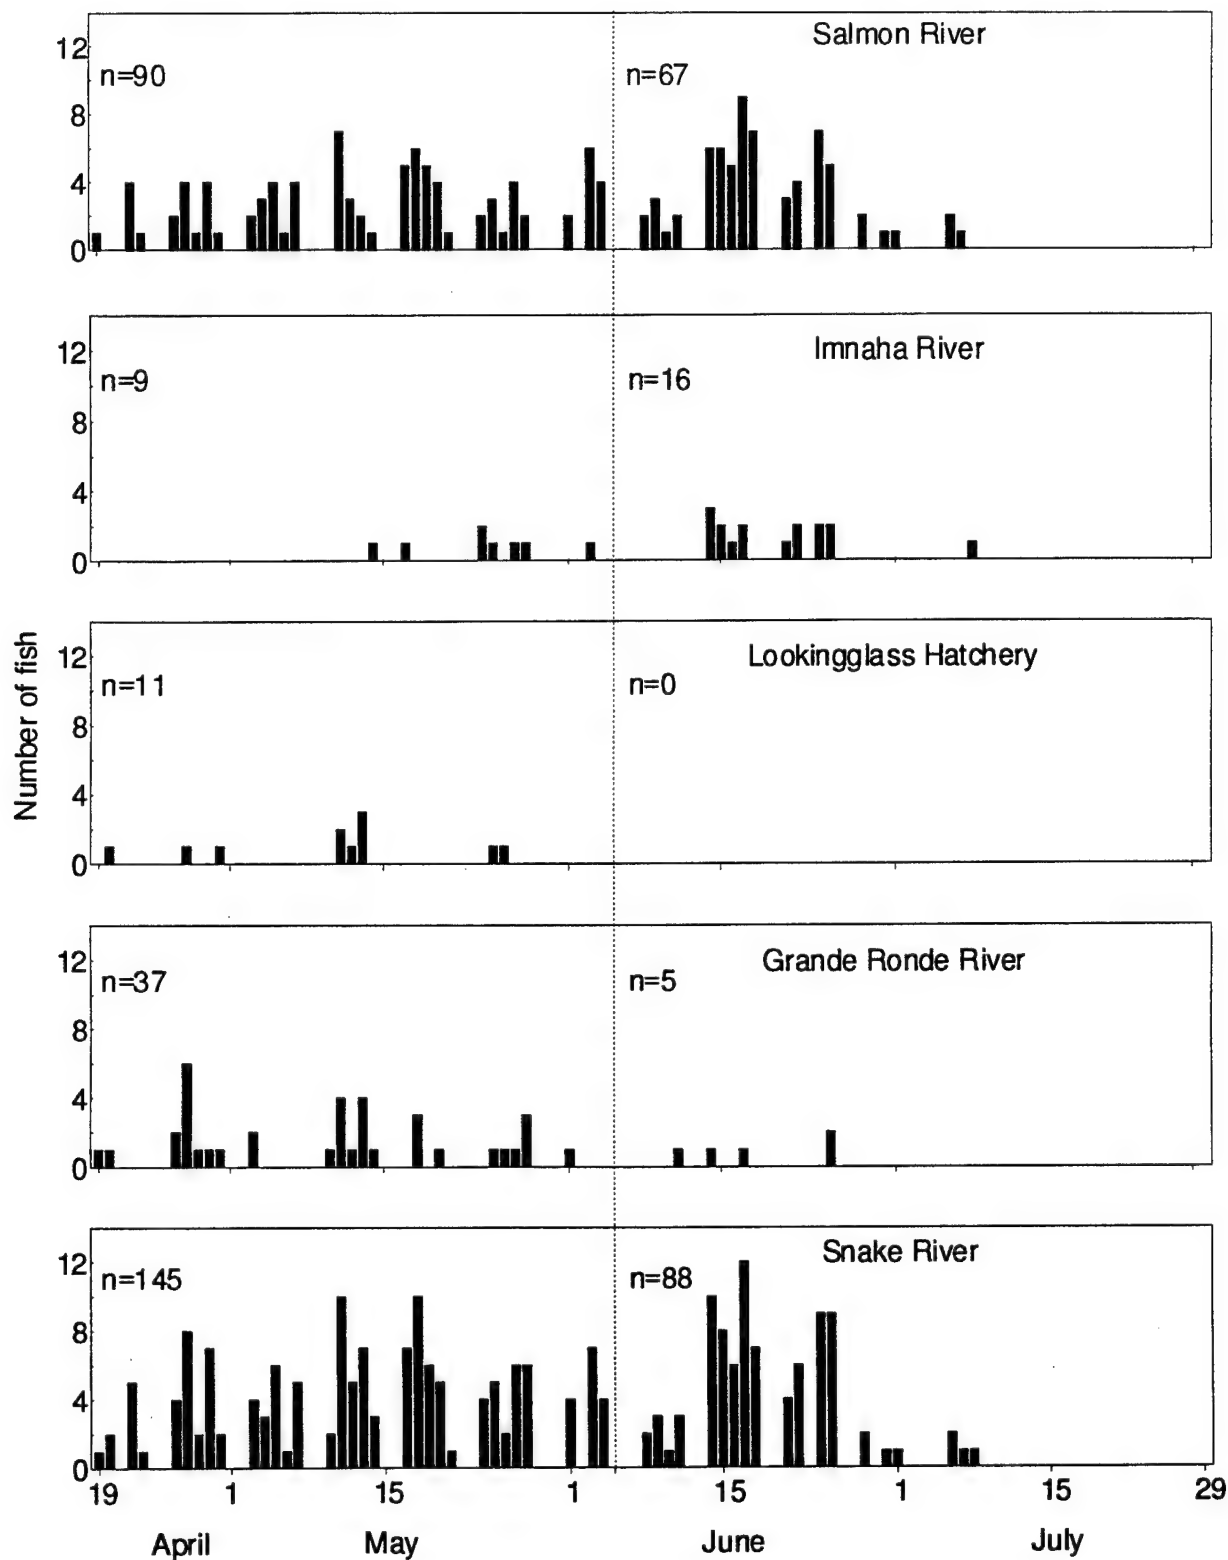 Salmon River
12
n=90
n=67
8
4
0
Imnaha River
12
n=9
n=16
8
4
0
Number of fish
Lookingglass Hatchery
12
n=11
n=0
8
4
0
Grande Ronde River
12
n=37
n=5
8
4
0
Snake River
12
n=145
n=88
8
4
0
19 1 15 1 15 1 15 29
April May June July